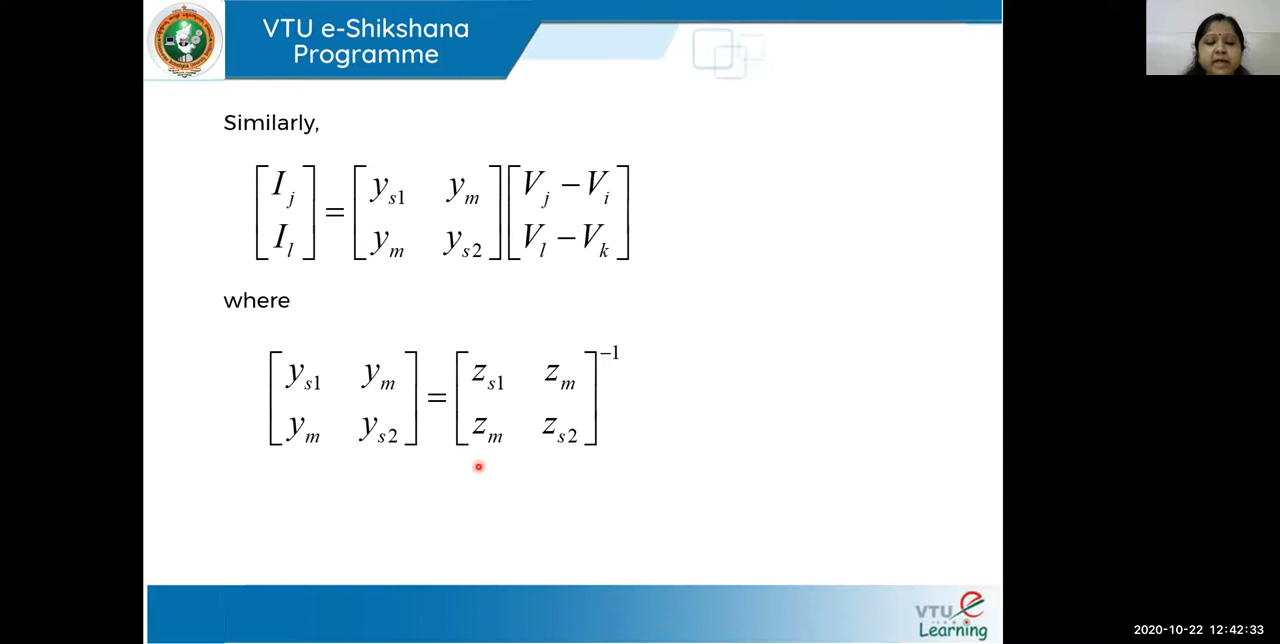 VTU e-Shikshana
Programme
Similarly,
[I_j; I_l] = [y_s1 y_m; y_m y_s2] [V_j − V_i; V_l − V_k]
where
[y_s1 y_m; y_m y_s2] = [z_s1 z_m; z_m z_s2]^−1
VTU e
Learning
2020-10-22 12:42:33